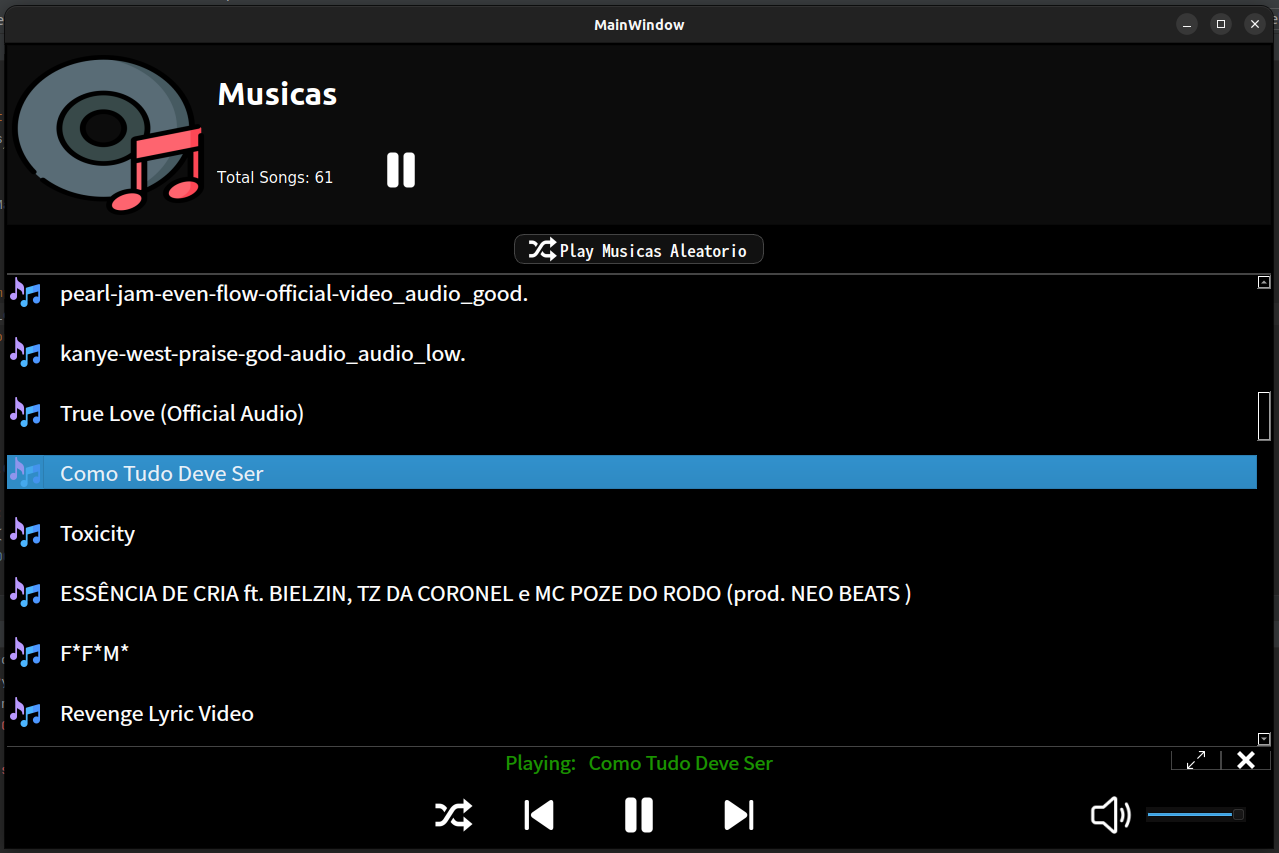 MainWindow
Musicas
Total Songs: 61
Play Musicas Aleatorio
pearl-jam-even-flow-official-video_audio_good.
kanye-west-praise-god-audio_audio_low.
True Love (Official Audio)
Como Tudo Deve Ser
Toxicity
ESSÊNCIA DE CRIA ft. BIELZIN, TZ DA CORONEL e MC POZE DO RODO (prod. NEO BEATS )
F*F*M*
Revenge Lyric Video
Playing: Como Tudo Deve Ser